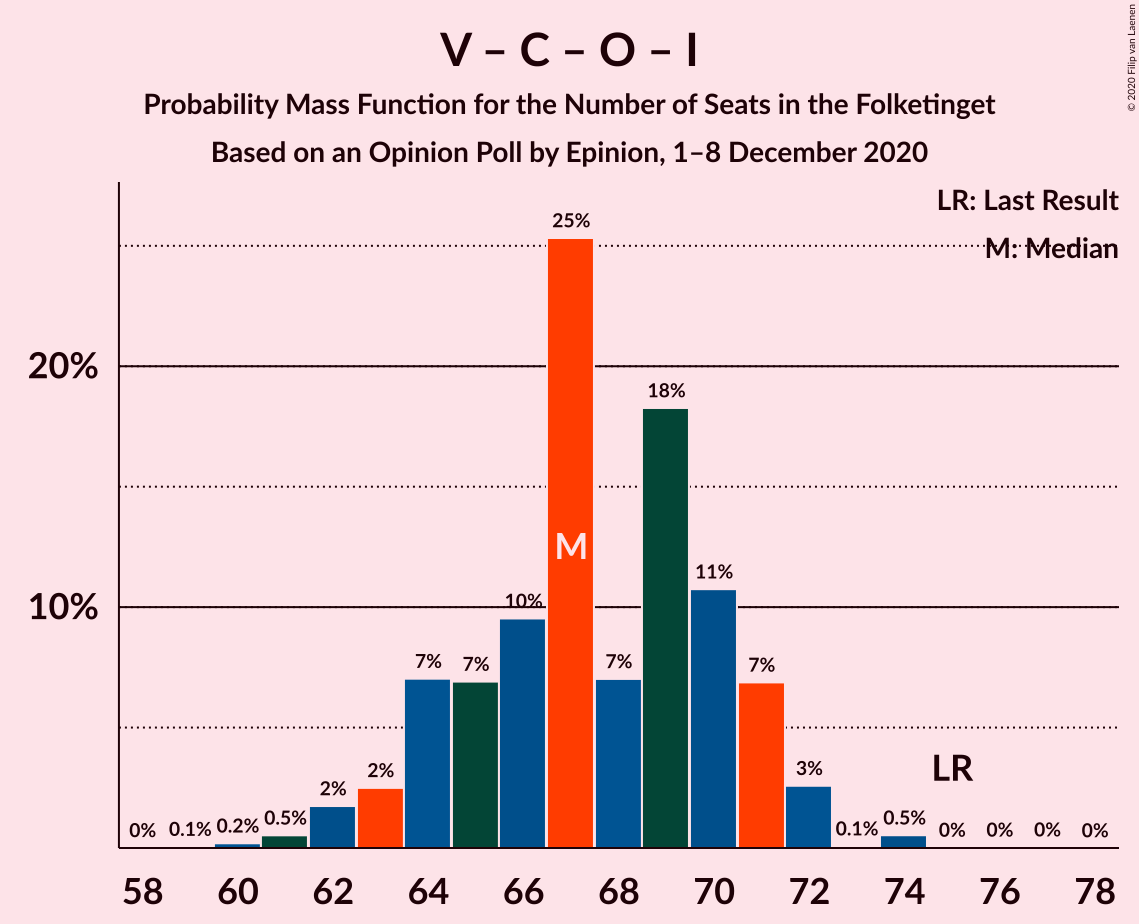 V – C – O – I
Probability Mass Function for the Number of Seats in the Folketinget
Based on an Opinion Poll by Epinion, 1–8 December 2020
© 2020 Filip van Laenen
LR: Last Result
M: Median
20%
10%
0%
0.1%
0.2%
0.5%
2%
2%
7%
7%
10%
25%
M
7%
18%
11%
7%
3%
0.1%
0.5%
LR
0%
0%
0%
0%
58 60 62 64 66 68 70 72 74 76 78